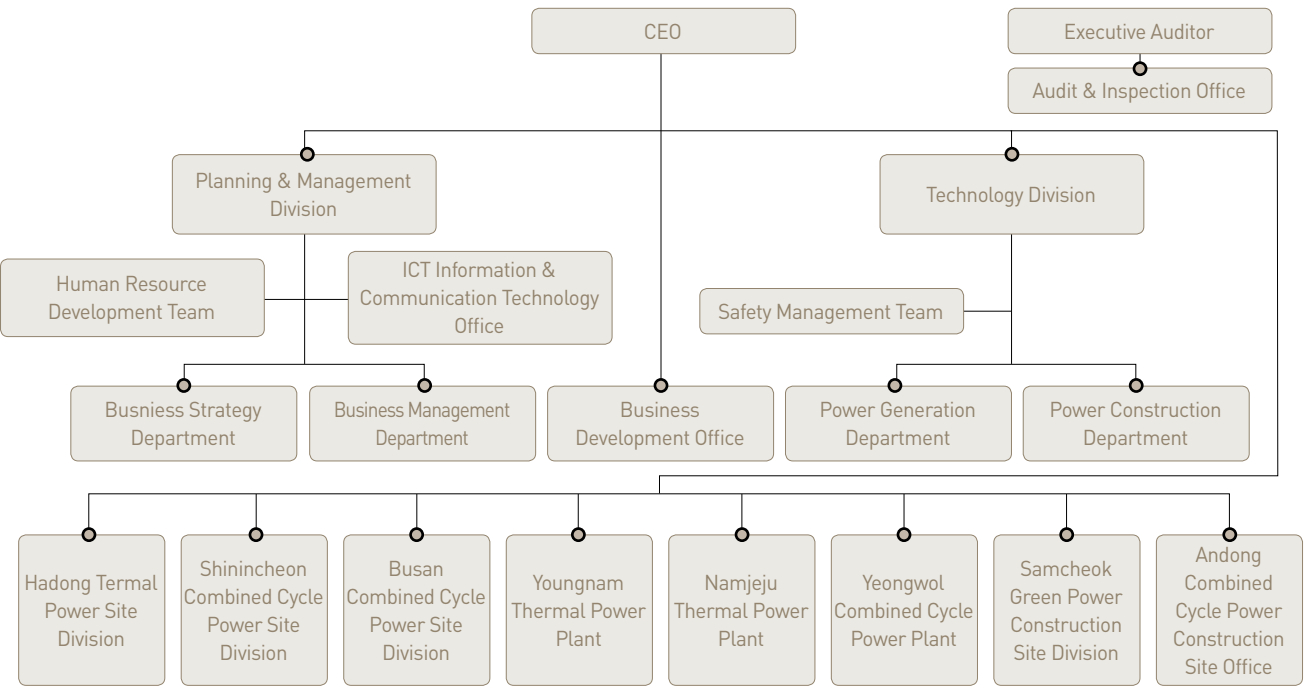 CEO
Executive Auditor
Audit & Inspection Office
Planning & Management
Division
Technology Division
Human Resource
Development Team
ICT Information &
Communication Technology
Office
Safety Management Team
Busniess Strategy
Department
Business Management
Department
Business
Development Office
Power Generation
Department
Power Construction
Department
Hadong Termal
Power Site
Division
Shinincheon
Combined Cycle
Power Site
Division
Busan
Combined Cycle
Power Site
Division
Youngnam
Thermal Power
Plant
Namjeju
Thermal Power
Plant
Yeongwol
Combined Cycle
Power Plant
Samcheok
Green Power
Construction
Site Division
Andong
Combined
Cycle Power
Construction
Site Office